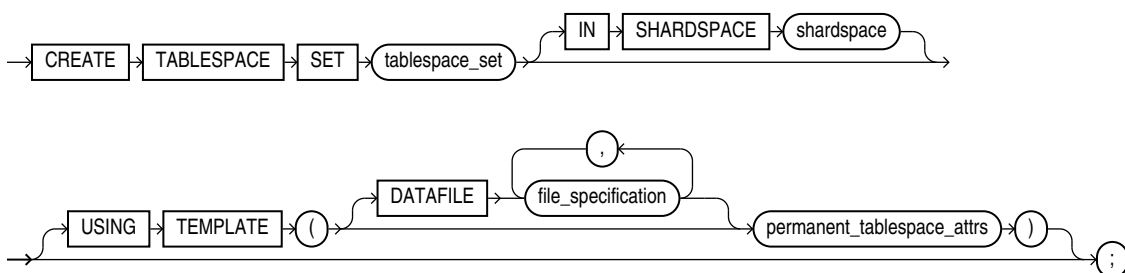 IN SHARDSPACE shardspace
CREATE TABLESPACE SET tablespace_set
,
DATAFILE file_specification
USING TEMPLATE ( permanent_tablespace_attrs )
;